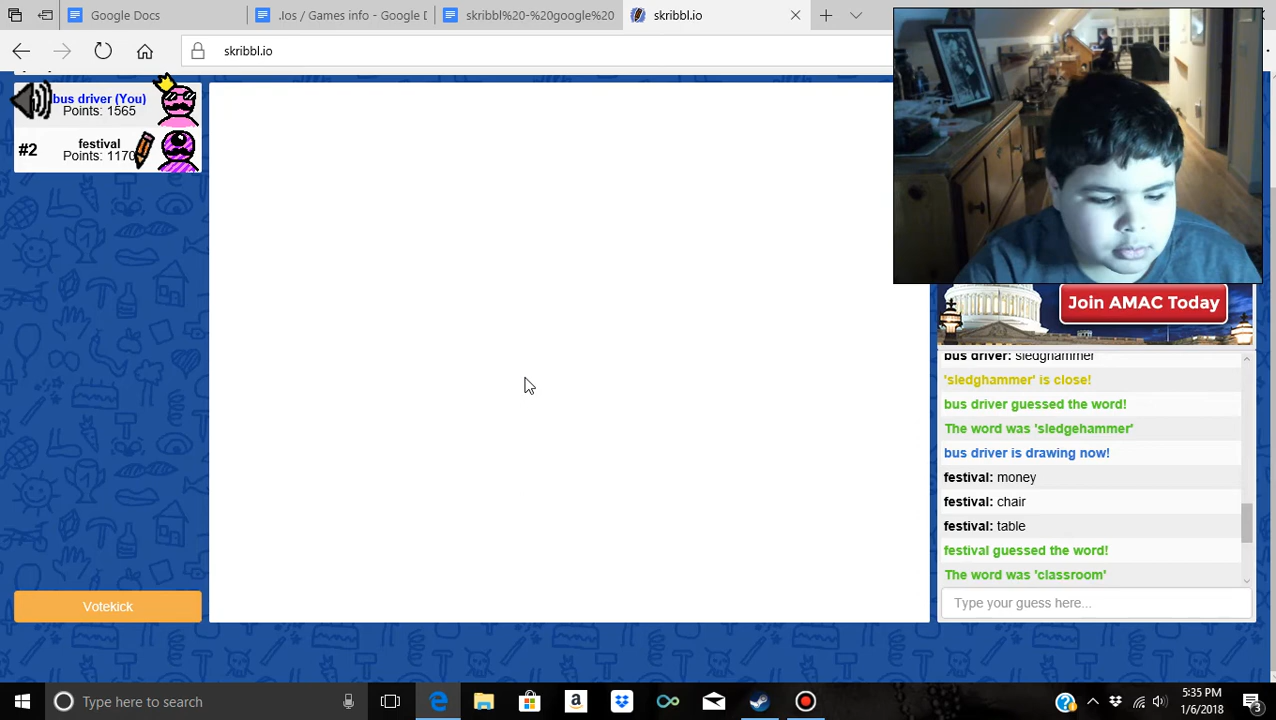 Google Docs
.Ios / Games info - Google D
skribbl%20-%20google%20
skribbl.io
skribbl.io
bus driver (You)
Points: 1565
#2
festival
Points: 1170
Join AMAC Today
bus driver: sledghammer
'sledghammer' is close!
bus driver guessed the word!
The word was 'sledgehammer'
bus driver is drawing now!
festival: money
festival: chair
festival: table
festival guessed the word!
The word was 'classroom'
Votekick
Type your guess here...
Type here to search
5:35 PM
1/6/2018
3